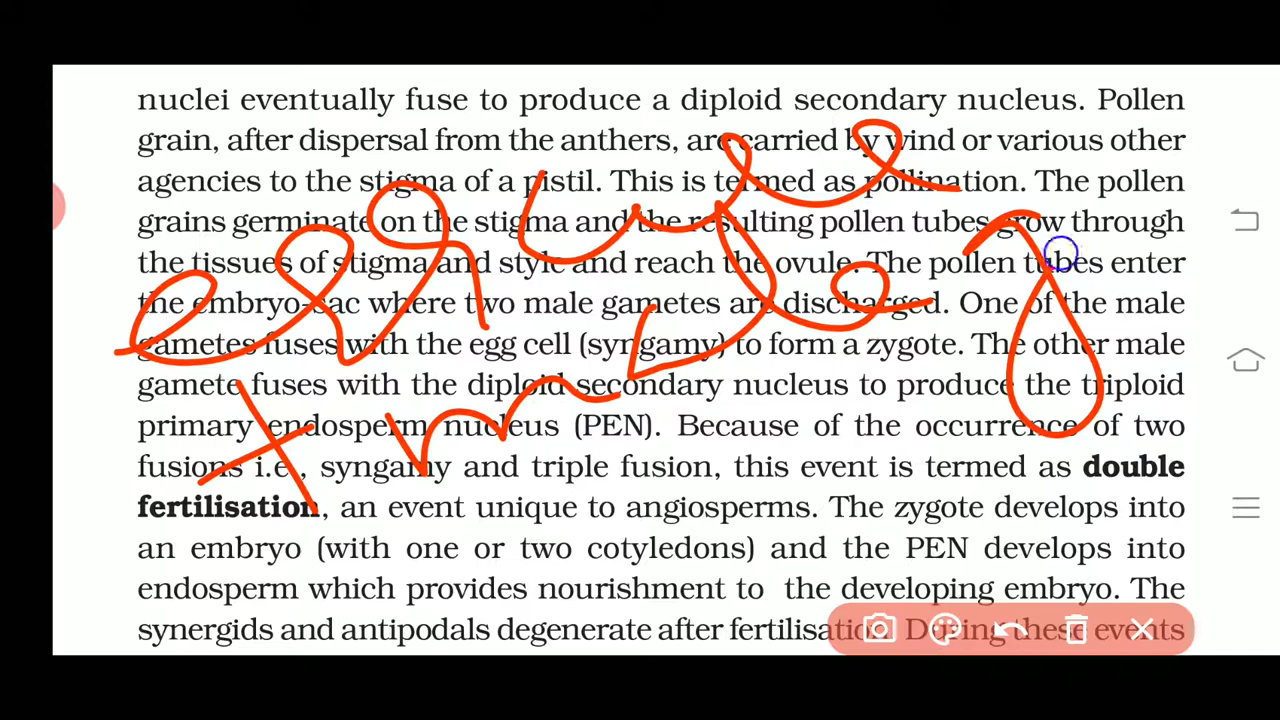 nuclei eventually fuse to produce a diploid secondary nucleus. Pollen
grain, after dispersal from the anthers, are carried by wind or various other
agencies to the stigma of a pistil. This is termed as pollination. The pollen
grains germinate on the stigma and the resulting pollen tubes grow through
the tissues of stigma and style and reach the ovule. The pollen tubes enter
the embryo-sac where two male gametes are discharged. One of the male
gametes fuses with the egg cell (syngamy) to form a zygote. The other male
gamete fuses with the diploid secondary nucleus to produce the triploid
primary endosperm nucleus (PEN). Because of the occurrence of two
fusions i.e., syngamy and triple fusion, this event is termed as double
fertilisation, an event unique to angiosperms. The zygote develops into
an embryo (with one or two cotyledons) and the PEN develops into
endosperm which provides nourishment to the developing embryo. The
synergids and antipodals degenerate after fertilisation. During these events